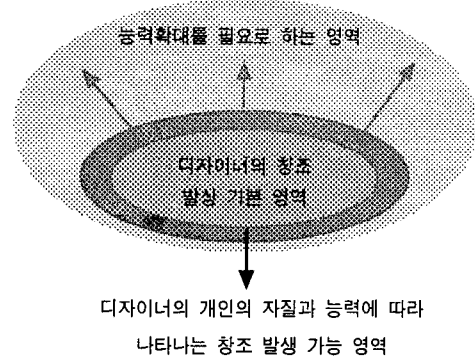 능력확대를 필요로 하는 영역
디자이너의 창조
발상 기본 영역
디자이너의 개인의 자질과 능력에 따라
나타나는 창조 발생 가능 영역